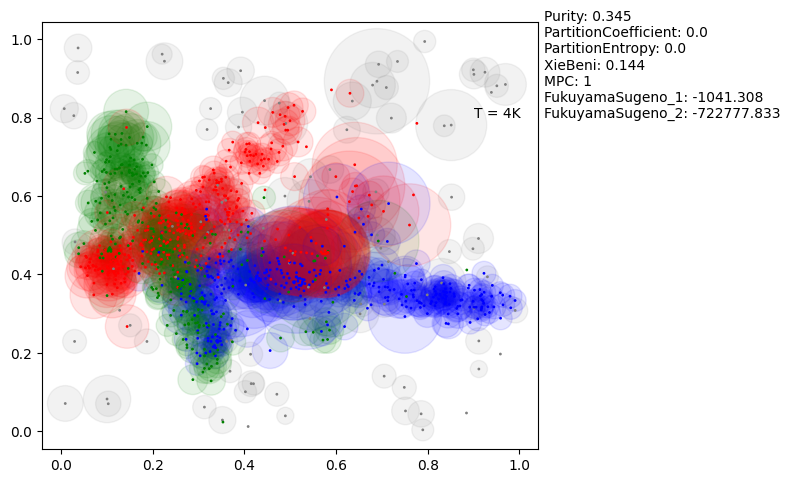 Purity: 0.345
PartitionCoefficient: 0.0
PartitionEntropy: 0.0
XieBeni: 0.144
MPC: 1
FukuyamaSugeno_1: -1041.308
FukuyamaSugeno_2: -722777.833
T = 4K
1.0
0.8
0.6
0.4
0.2
0.0
0.0 0.2 0.4 0.6 0.8 1.0